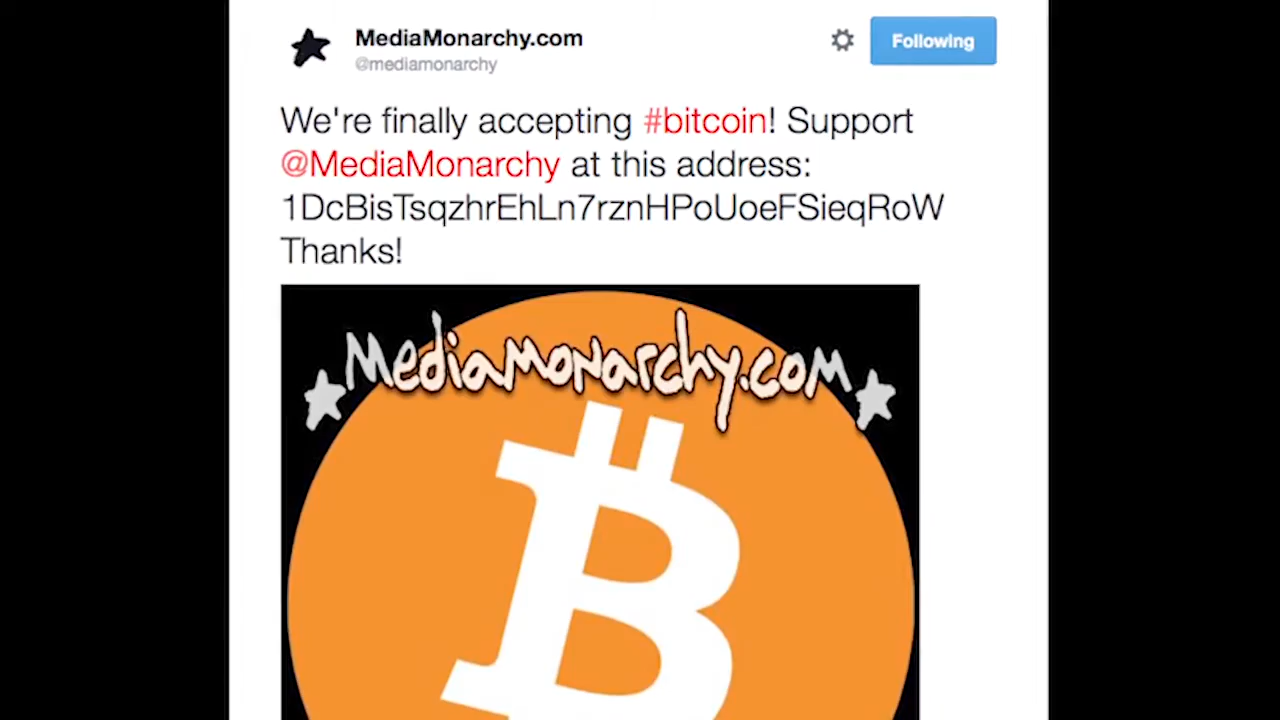 MediaMonarchy.com
@mediamonarchy
Following
We're finally accepting #bitcoin! Support
@MediaMonarchy at this address:
1DcBisTsqzhrEhLn7rznHPoUoeFSieqRoW
Thanks!
MediaMonarchy.coM